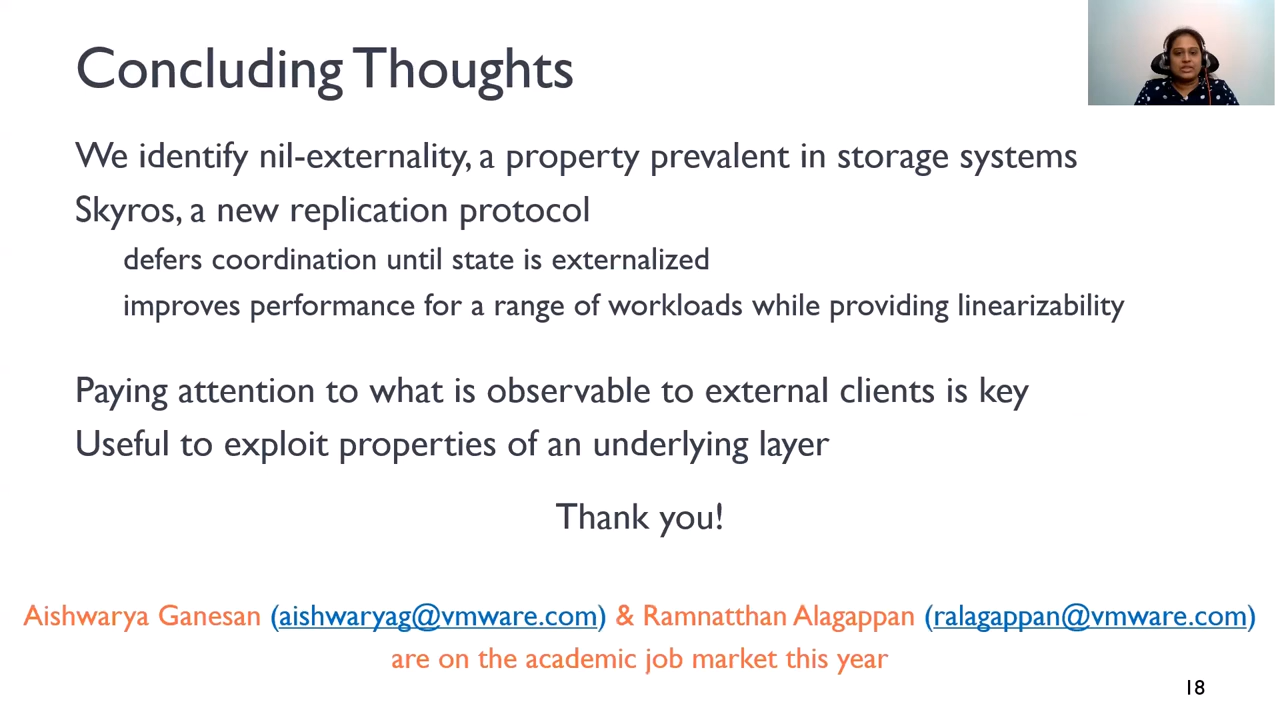 Concluding Thoughts
We identify nil-externality, a property prevalent in storage systems
Skyros, a new replication protocol
defers coordination until state is externalized
improves performance for a range of workloads while providing linearizability
Paying attention to what is observable to external clients is key
Useful to exploit properties of an underlying layer
Thank you!
Aishwarya Ganesan (aishwaryag@vmware.com) & Ramnatthan Alagappan (ralagappan@vmware.com)
are on the academic job market this year
18